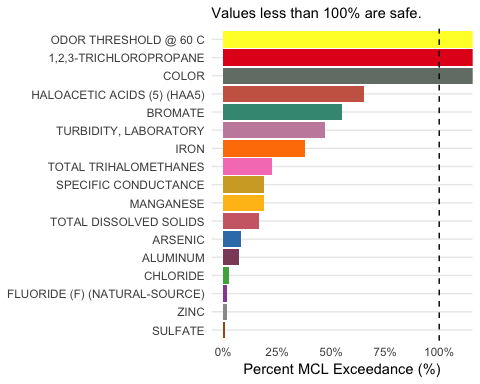 Values less than 100% are safe.
ODOR THRESHOLD @ 60 C
1,2,3-TRICHLOROPROPANE
COLOR
HALOACETIC ACIDS (5) (HAA5)
BROMATE
TURBIDITY, LABORATORY
IRON
TOTAL TRIHALOMETHANES
SPECIFIC CONDUCTANCE
MANGANESE
TOTAL DISSOLVED SOLIDS
ARSENIC
ALUMINUM
CHLORIDE
FLUORIDE (F) (NATURAL-SOURCE)
ZINC
SULFATE
0% 25% 50% 75% 100%
Percent MCL Exceedance (%)